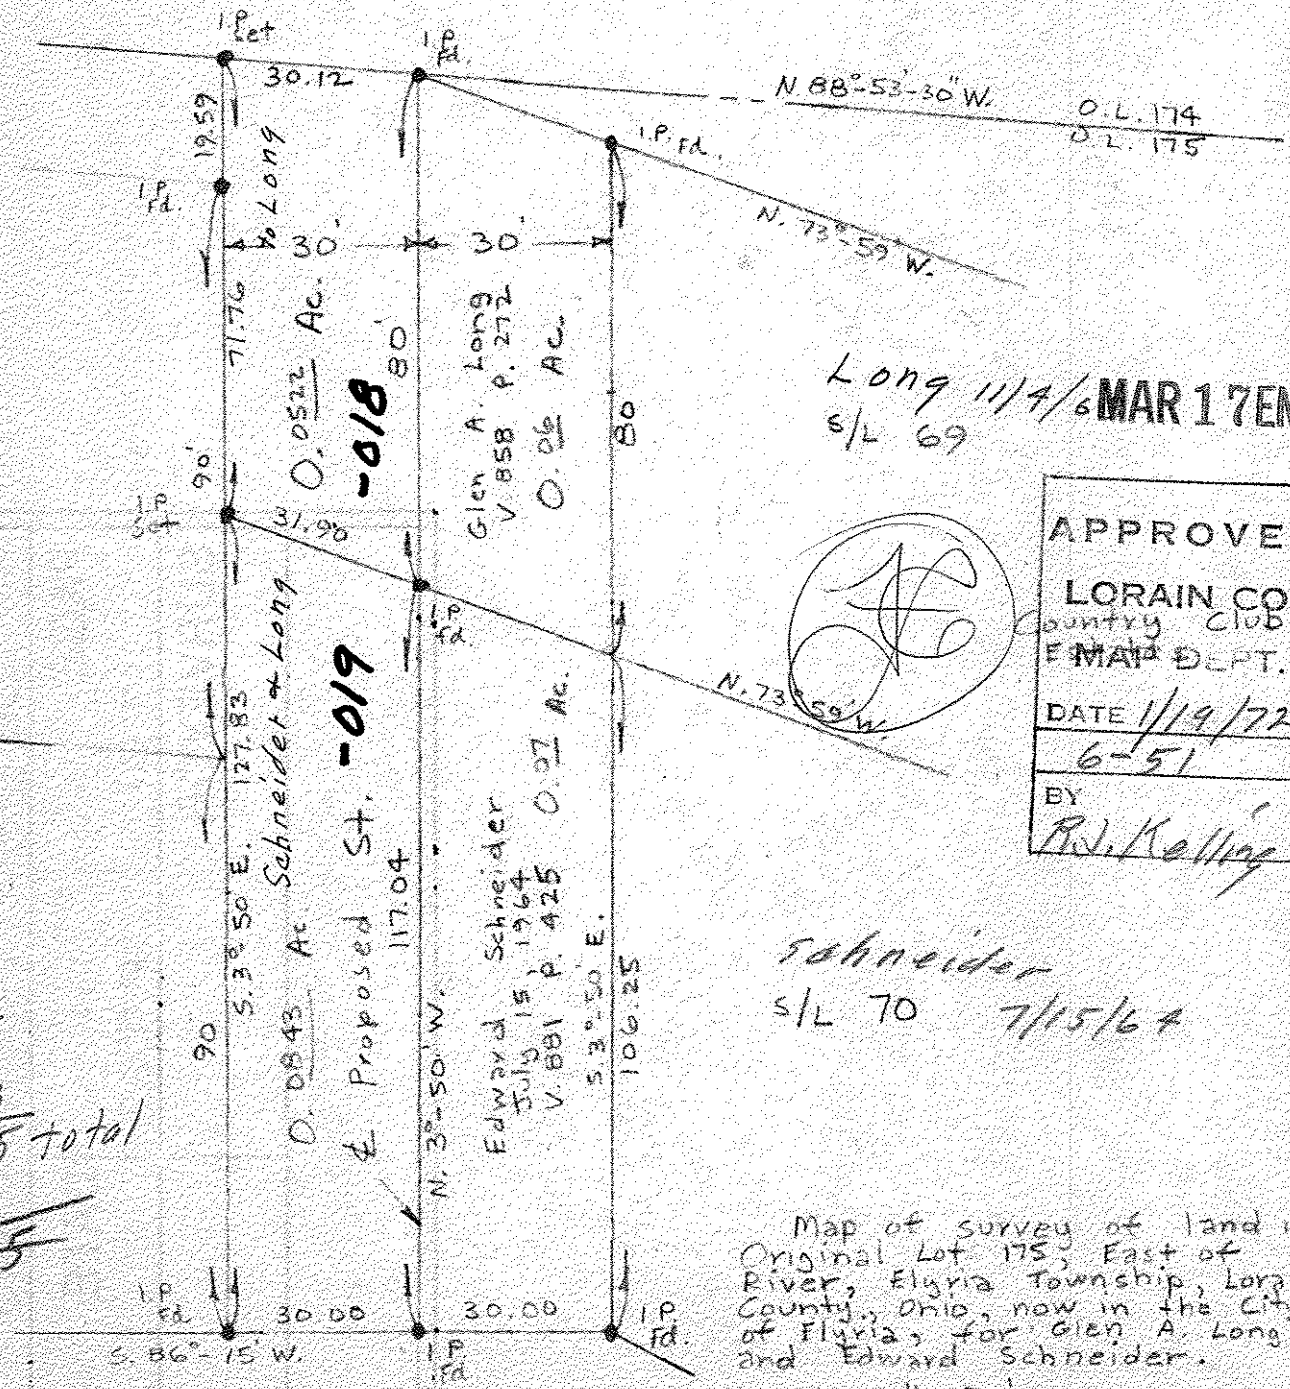 I.P. Set
30.12
I.P. Fd.
N. 88°-53'-30" W.
O.L. 174
O.L. 175
19.59
to Long
I.P. Fd.
I.P. Fd.
N. 73°-59' W.
30'
30'
71.76
90'
0.0522 Ac.
-018
80'
Glen A. Long
V. 858 P. 272
0.06 Ac.
80
Long 11/4/6
S/L 69
MAR 17
I.P. Set
31.90
I.P. Fd.
N. 73°-59' W.
APPROVE
LORAIN CO
Country Club
MAP DEPT.
DATE 1/19/72
6-51
BY
R.J. Kelling
127.83
S. 3°-50' E.
90
Schneider & Long
0.0843 Ac.
-019
℄ Proposed St.
117.04
N. 3°-50' W.
Edward Schneider
July 15, 1964
V. 881 P. 425
0.07 Ac.
S 3°-50' E.
106.25
Schneider
S/L 70 7/15/64
5 total
5
I.P. Fd.
30.00
30.00
I.P. Fd.
S. 86°-15' W.
I.P. Fd.
Map of survey of land
Original Lot 175, East of
River, Elyria Township, Lora
County, Ohio, now in the Cit
of Elyria, for Glen A. Long
and Edward Schneider.